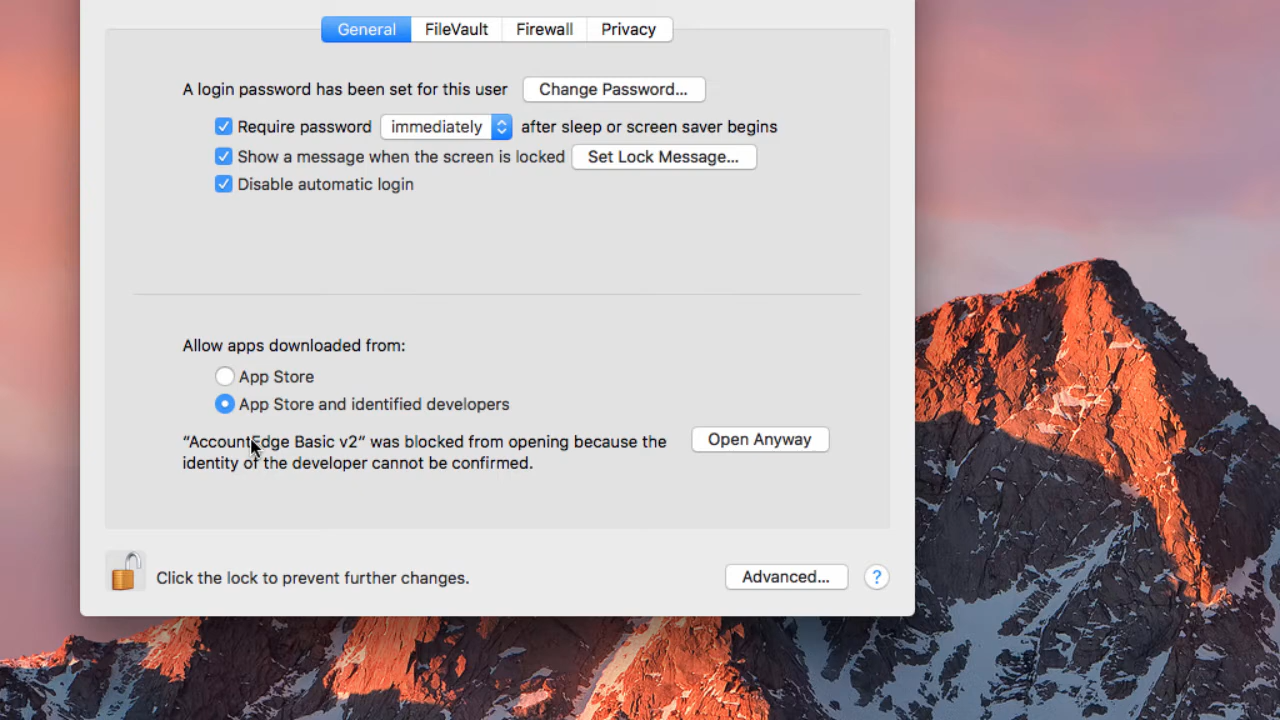 General FileVault Firewall Privacy
A login password has been set for this user Change Password...
Require password immediately after sleep or screen saver begins
Show a message when the screen is locked Set Lock Message...
Disable automatic login
Allow apps downloaded from:
App Store
App Store and identified developers
“AccountEdge Basic v2” was blocked from opening because the
identity of the developer cannot be confirmed.
Open Anyway
Click the lock to prevent further changes. Advanced... ?